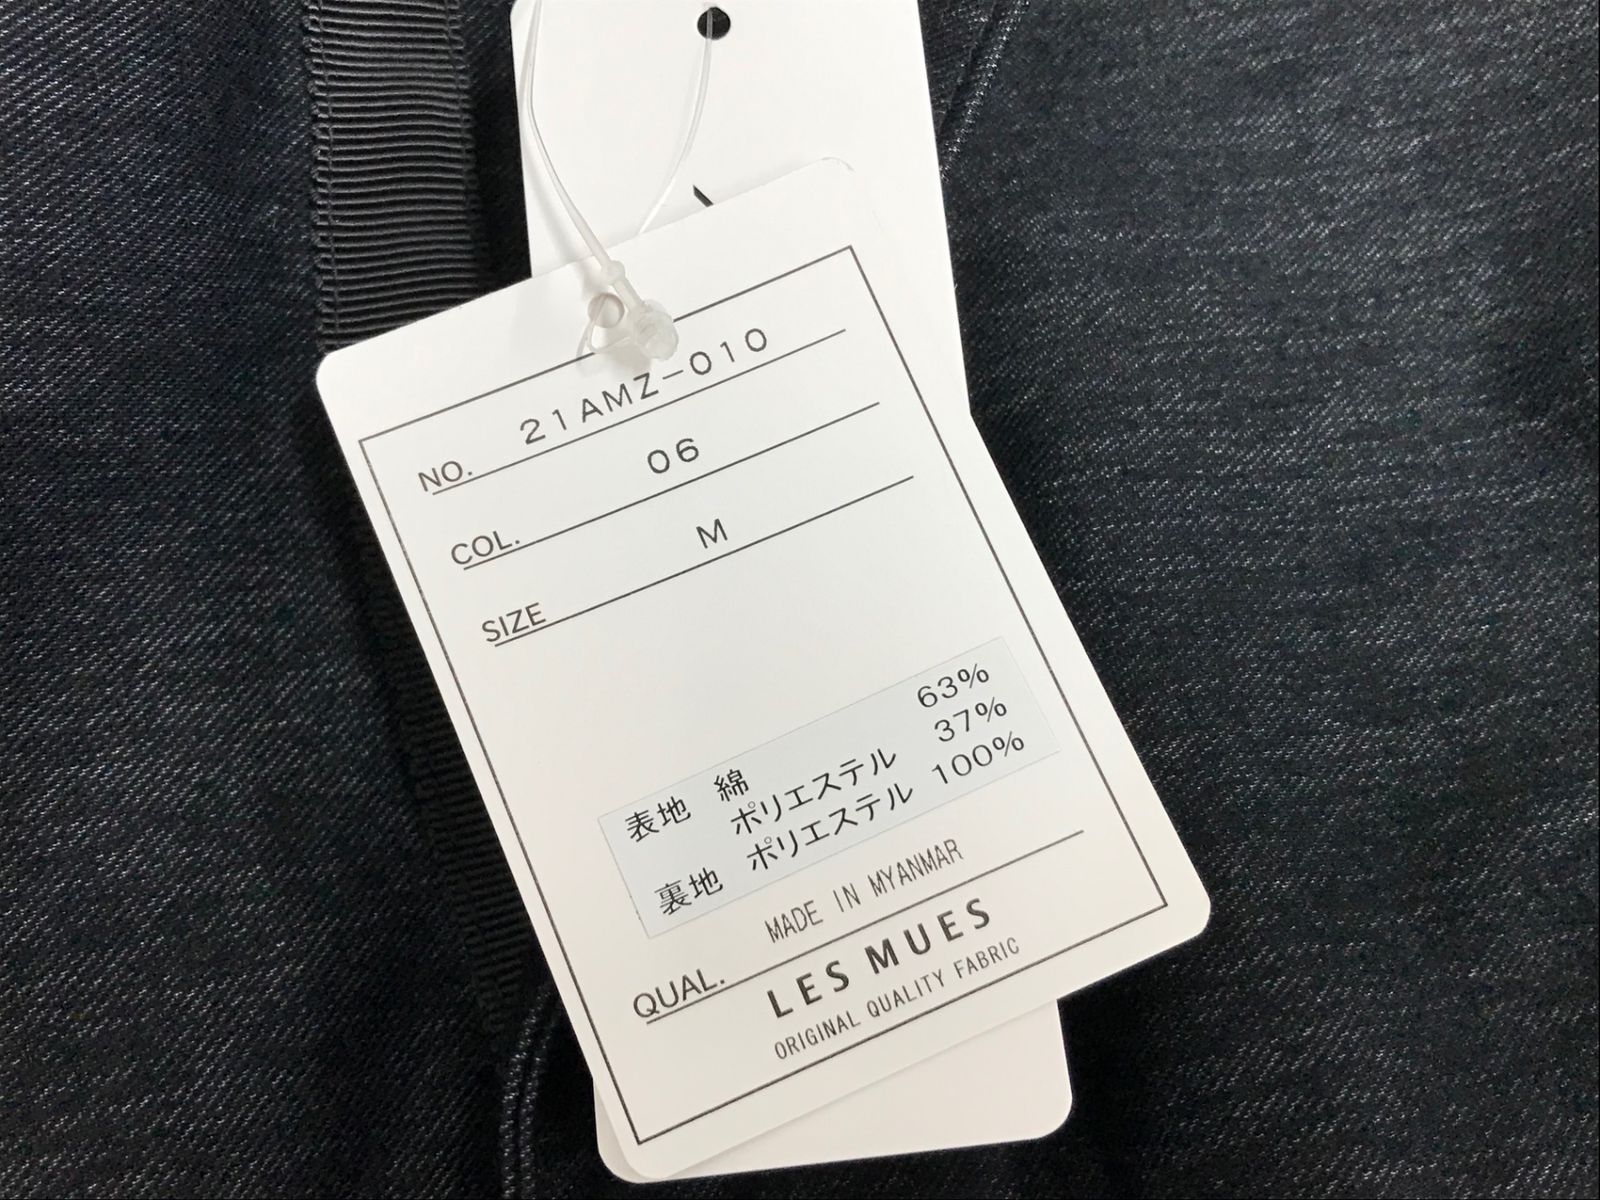 NO. 21AMZ-010
COL. 06
SIZE M
表地 綿 63%
ポリエステル 37%
裏地 ポリエステル 100%
MADE IN MYANMAR
QUAL.
LES MUES
ORIGINAL QUALITY FABRIC